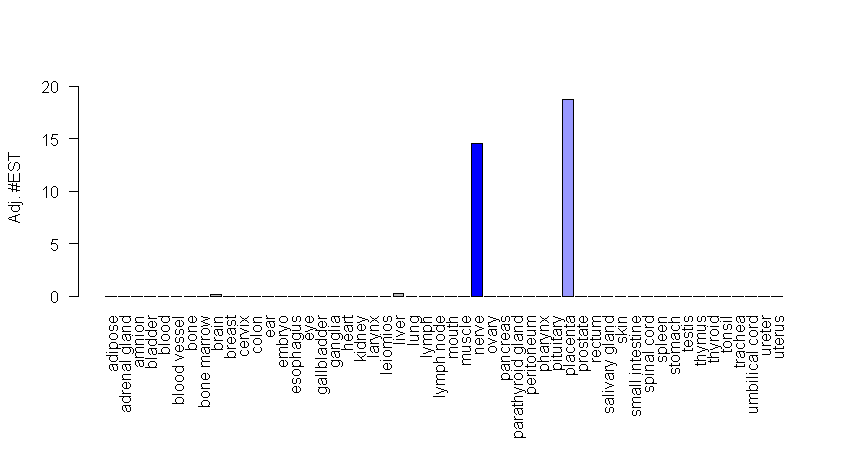 20
15
10
5
0
Adj. #EST
adipose
adrenal gland
amnion
bladder
blood
blood vessel
bone
bone marrow
brain
breast
cervix
colon
ear
embryo
esophagus
eye
gallbladder
ganglia
heart
kidney
larynx
leiomios
liver
lung
lymph
lymph node
mouth
muscle
nerve
ovary
pancreas
parathyroid gland
peritoneum
pharynx
pituitary
placenta
prostate
rectum
salivary gland
skin
small intestine
spinal cord
spleen
stomach
testis
thymus
thyroid
tonsil
trachea
umbilical cord
ureter
uterus